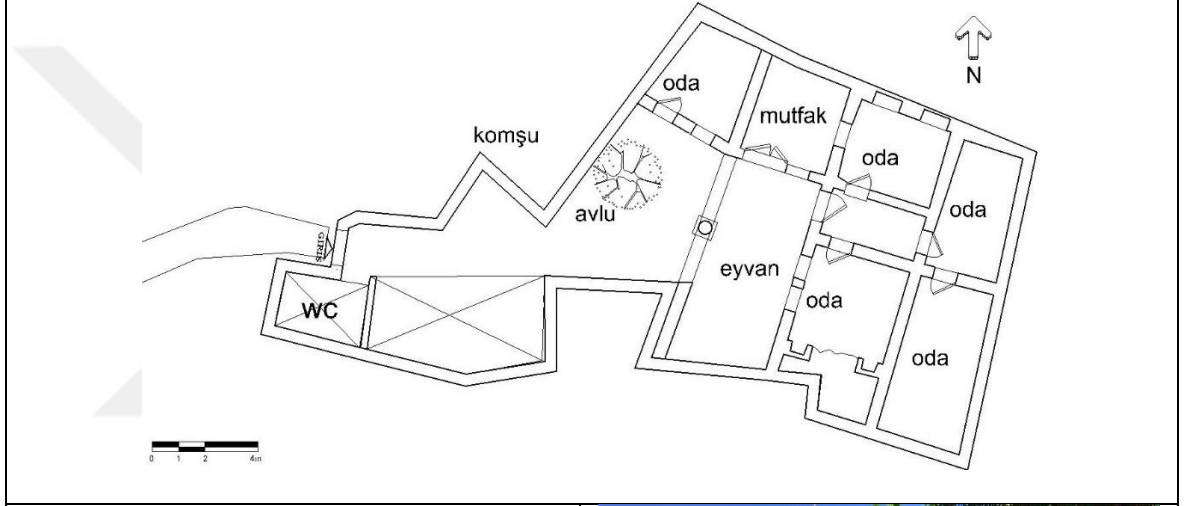 N
oda
mutfak
komşu
oda
oda
avlu
GİRİŞ
eyvan
oda
WC
oda
0 1 2 4m